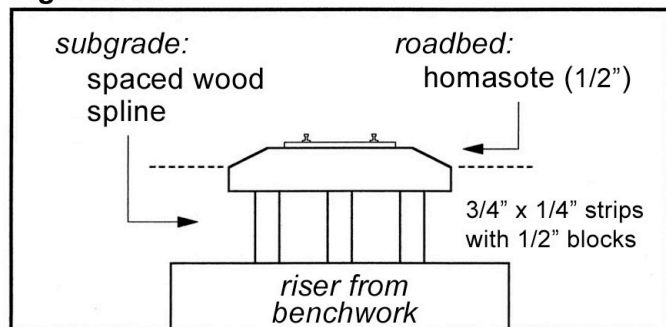 subgrade:
spaced wood
spline
roadbed:
homasote (1/2”)
3/4” x 1/4” strips
with 1/2” blocks
riser from
benchwork